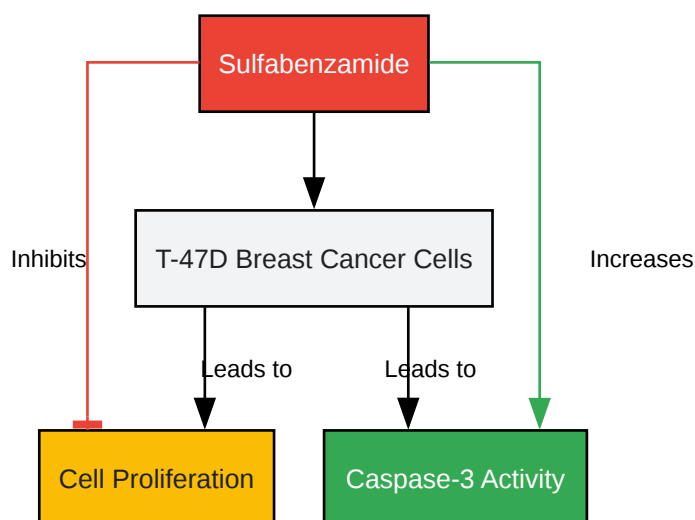 Sulfabenzamide
T-47D Breast Cancer Cells
Inhibits
Increases
Leads to
Leads to
Cell Proliferation
Caspase-3 Activity